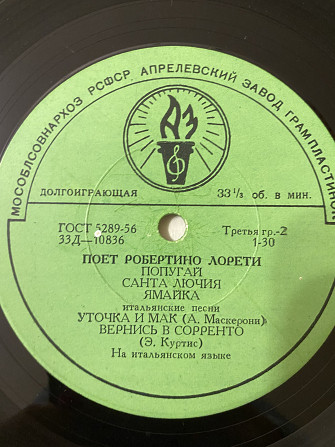 МОСОБЛСОВНАРХОЗ РСФСР АПРЕЛЕВСКИЙ ЗАВОД ГРАМПЛАСТИНО
АЗ
ДОЛГОИГРАЮЩАЯ 33 1/3 об. в мин.
ГОСТ 5289-56 Третья гр.-2
33Д—10836 1-30
ПОЕТ РОБЕРТИНО ЛОРЕТИ
ПОПУГАЙ
САНТА ЛЮЧИЯ
ЯМАЙКА
итальянские песни
УТОЧКА И МАК (А. Маскерони)
ВЕРНИСЬ В СОРРЕНТО
(Э. Куртис)
На итальянском языке